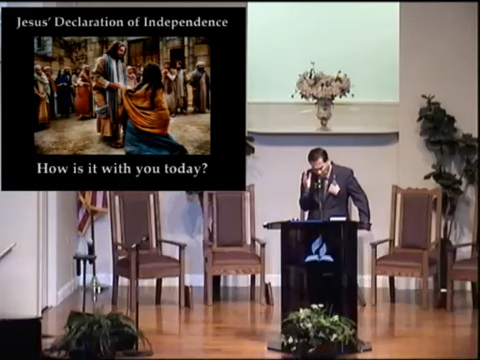 Jesus' Declaration of Independence
How is it with you today?